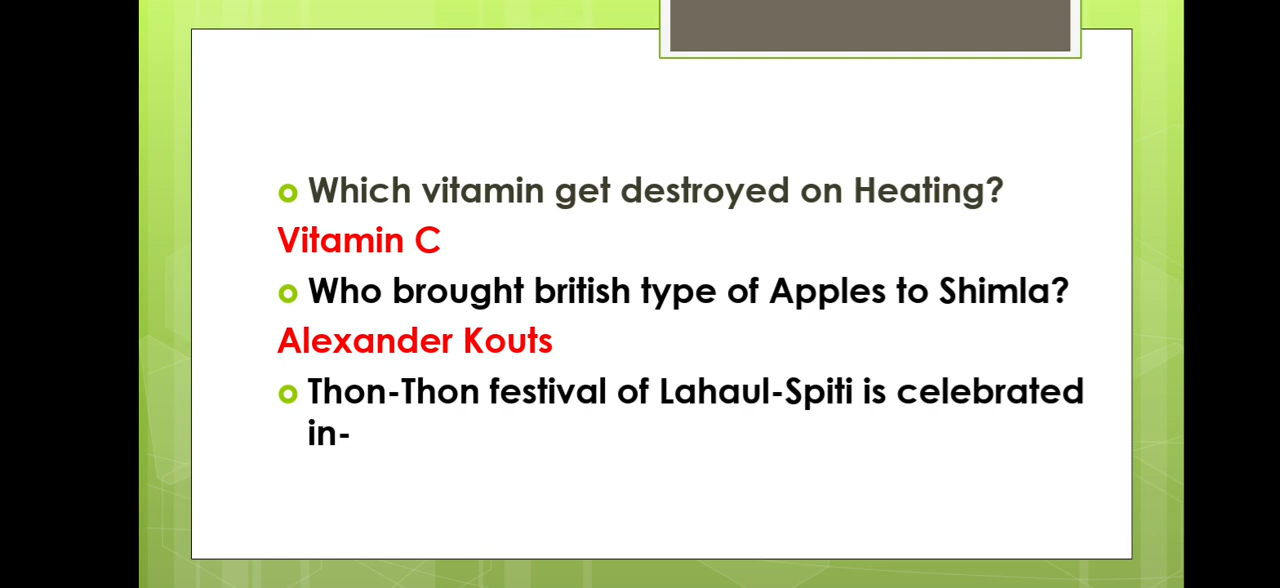 Which vitamin get destroyed on Heating?
Vitamin C
Who brought british type of Apples to Shimla?
Alexander Kouts
Thon-Thon festival of Lahaul-Spiti is celebrated
in-